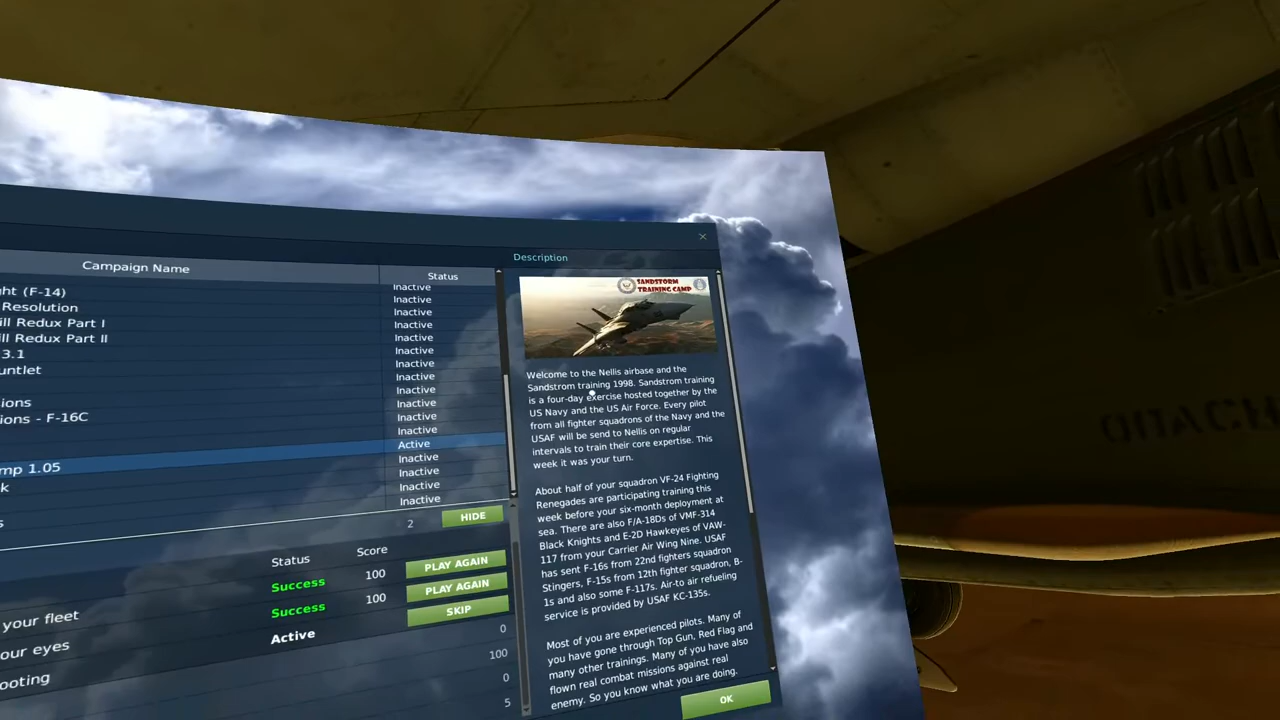 Description
Campaign Name
Status
ght (F-14)
Inactive
Resolution
Inactive
ill Redux Part I
Inactive
ill Redux Part II
Inactive
3.1
Inactive
untlet
Inactive
Inactive
ions
Inactive
ions - F-16C
Inactive
Inactive
Inactive
Inactive
mp 1.05
Active
k
Inactive
Inactive
Inactive
s
Inactive
2
HIDE
Status
Score
Success
100
PLAY AGAIN
your fleet
Success
100
PLAY AGAIN
our eyes
Active
SKIP
ooting
0
100
0
5
SANDSTORM
TRAINING CAMP
Welcome to the Nellis airbase and the
Sandstrom training 1998. Sandstrom training
is a four-day exercise hosted together by the
US Navy and the US Air Force. Every pilot
from all fighter squadrons of the Navy and the
USAF will be send to Nellis on regular
intervals to train their core expertise. This
week it was your turn.
About half of your squadron VF-24 Fighting
Renegades are participating training this
week before your six-month deployment at
sea. There are also F/A-18Ds of VMF-314
Black Knights and E-2D Hawkeyes of VAW-
117 from your Carrier Air Wing Nine. USAF
has sent F-16s from 22nd fighters squadron
Stingers, F-15s from 12th fighter squadron, B-
1s and also some F-117s. Air-to air refueling
service is provided by USAF KC-135s.
Most of you are experienced pilots. Many of
you have gone through Top Gun, Red Flag and
many other trainings. Many of you have also
flown real combat missions against real
enemy. So you know what you are doing.
OK